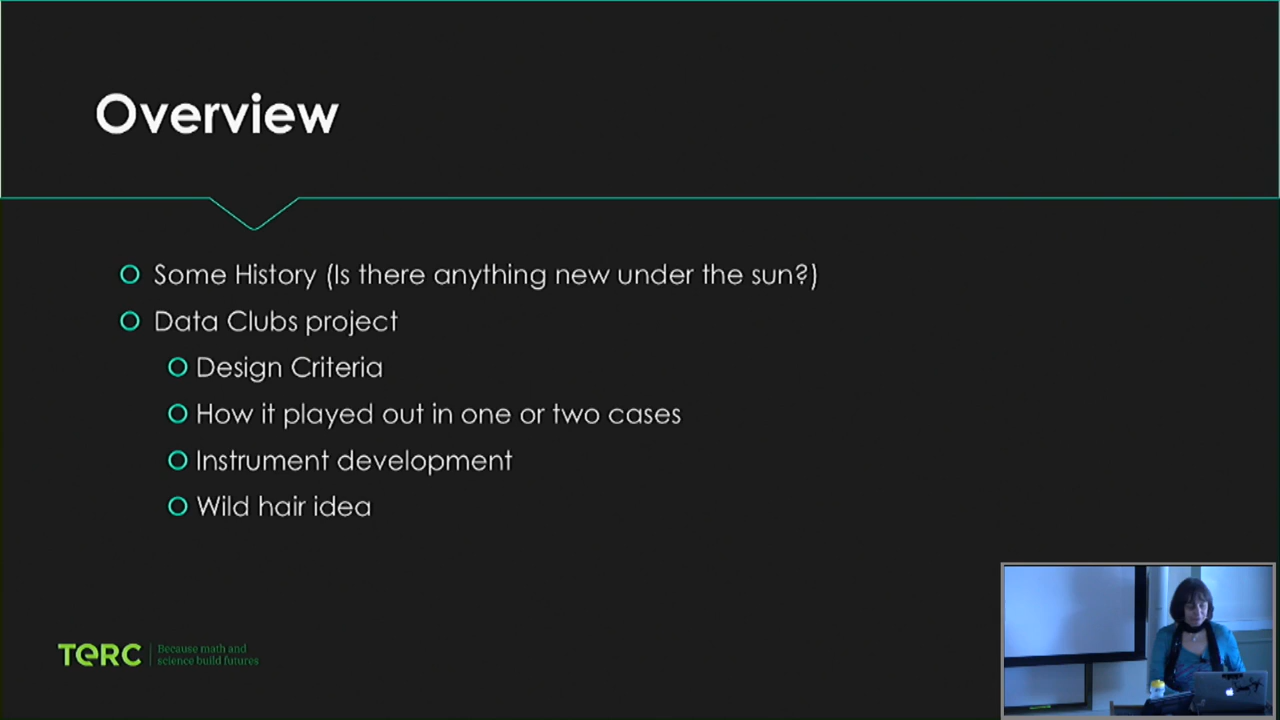 Overview
Some History (Is there anything new under the sun?)
Data Clubs project
Design Criteria
How it played out in one or two cases
Instrument development
Wild hair idea
TERC
Because math and
science build futures